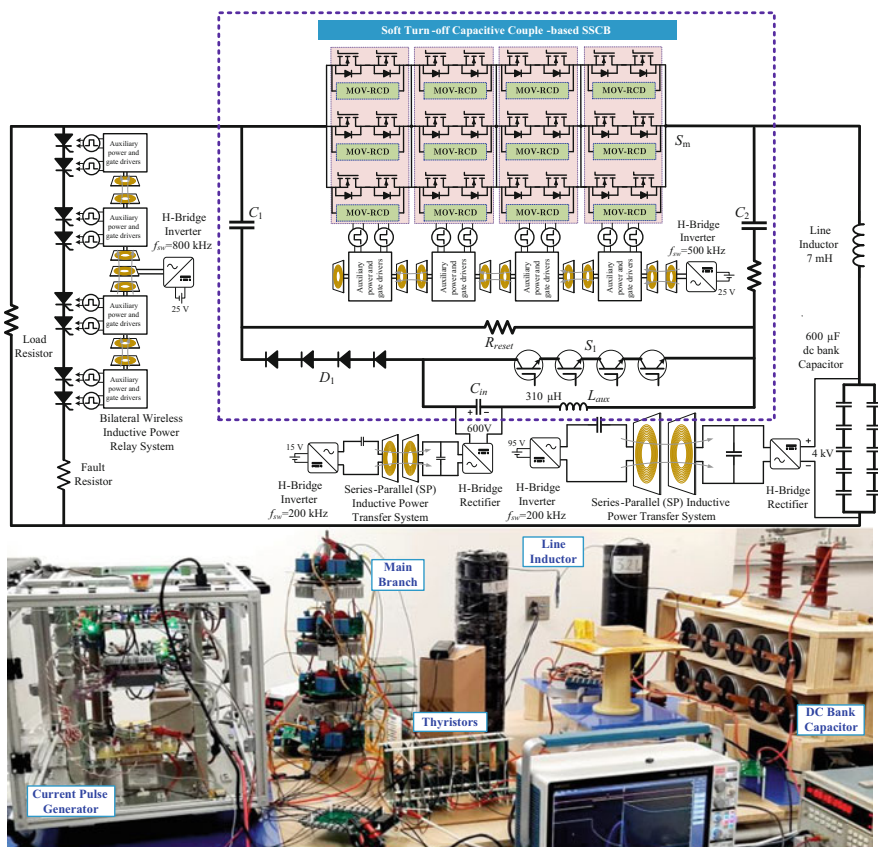 Soft Turn-off Capacitive Couple-based SSCB
MOV-RCD
MOV-RCD
MOV-RCD
MOV-RCD
MOV-RCD
MOV-RCD
MOV-RCD
MOV-RCD
Sm
MOV-RCD
MOV-RCD
MOV-RCD
MOV-RCD
Auxiliary
power and
gate drivers
Auxiliary
power and
gate drivers
Auxiliary
power and
gate drivers
Auxiliary
power and
gate drivers
H-Bridge
Inverter
fsw=800 kHz
25 V
C1
C2
Auxiliary
power and
gate drivers
Auxiliary
power and
gate drivers
Auxiliary
power and
gate drivers
Auxiliary
power and
gate drivers
H-Bridge
Inverter
fsw=500 kHz
25 V
Line
Inductor
7 mH
Load
Resistor
Rreset
D1
S1
600 µF
dc bank
Capacitor
Cin
+ −
600V
310 µH
Laux
Bilateral Wireless
Inductive Power
Relay System
Fault
Resistor
15 V
H-Bridge
Inverter
fsw=200 kHz
Series-Parallel (SP)
Inductive Power
Transfer System
H-Bridge
Rectifier
95 V
H-Bridge
Inverter
fsw=200 kHz
Series-Parallel (SP) Inductive
Power Transfer System
H-Bridge
Rectifier
+
4 kV
−
Main
Branch
Line
Inductor
32L
Thyristors
DC Bank
Capacitor
Current Pulse
Generator